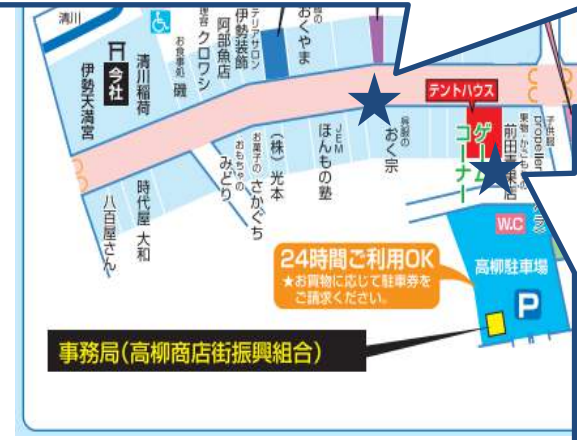 清川
今社
伊勢天満宮
清川稲荷
お食事処 磯
理容 クロワシ
阿部魚店
伊勢装飾
おくやま
テントハウス
子供服
propeller
前田青果店
ゲーム
コーナー
呉服の
おく宗
JEM
ほんもの塾
(株)光本
お菓子の さかぐち
おもちゃの
みどり
時代屋 大和
八百屋さん
W.C
24時間ご利用OK
★お買物に応じて駐車券を
ご請求ください。
高柳駐車場
P
事務局(高柳商店街振興組合)